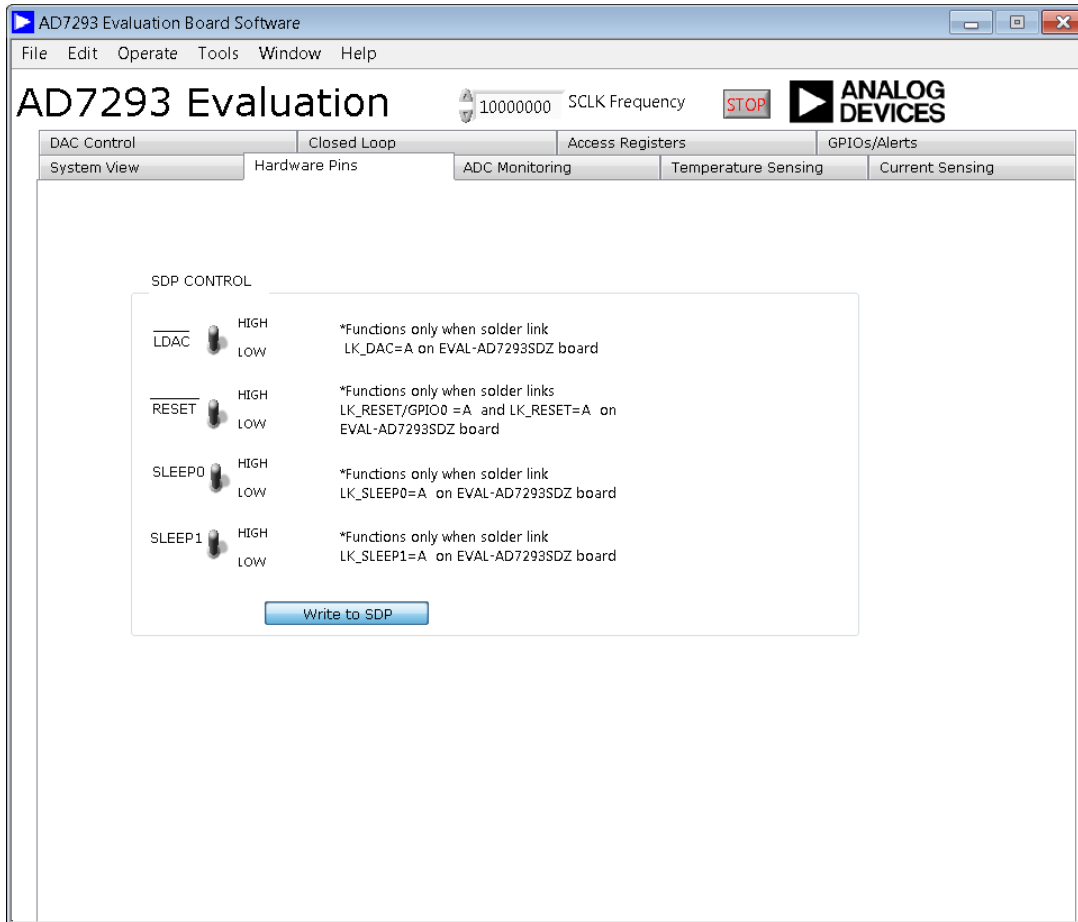 AD7293 Evaluation Board Software
File Edit Operate Tools Window Help
AD7293 Evaluation
10000000 SCLK Frequency
STOP
ANALOG
DEVICES
DAC Control Closed Loop Access Registers GPIOs/Alerts
System View Hardware Pins ADC Monitoring Temperature Sensing Current Sensing
SDP CONTROL
LDAC
HIGH
LOW
*Functions only when solder link
LK_DAC=A on EVAL-AD7293SDZ board
RESET
HIGH
LOW
*Functions only when solder links
LK_RESET/GPIO0 =A and LK_RESET=A on
EVAL-AD7293SDZ board
SLEEP0
HIGH
LOW
*Functions only when solder link
LK_SLEEP0=A on EVAL-AD7293SDZ board
SLEEP1
HIGH
LOW
*Functions only when solder link
LK_SLEEP1=A on EVAL-AD7293SDZ board
Write to SDP